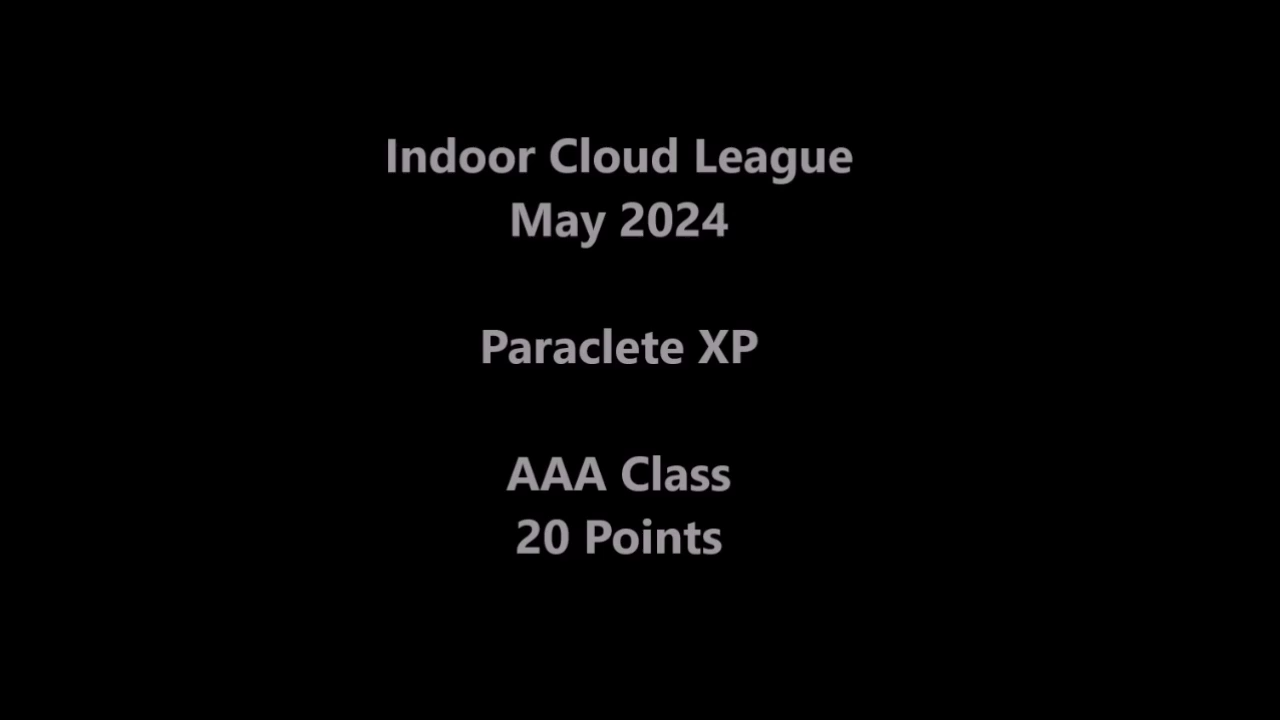 Indoor Cloud League
May 2024
Paraclete XP
AAA Class
20 Points